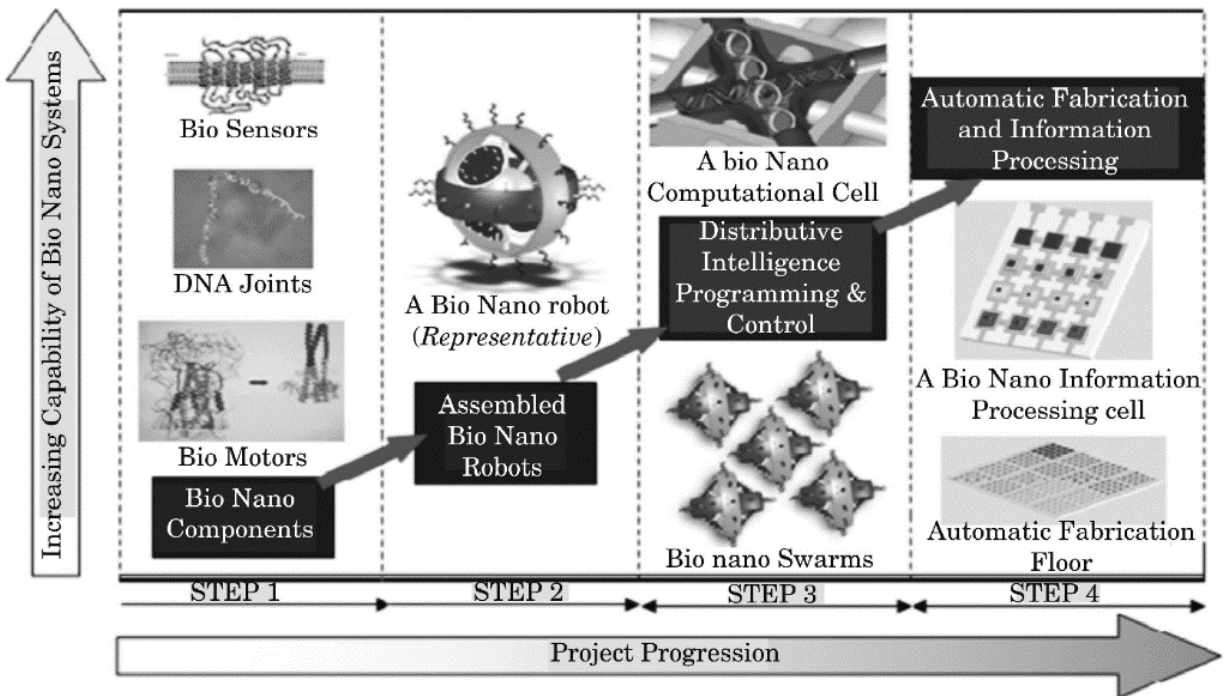 Increasing Capability of Bio Nano Systems
Bio Sensors
DNA Joints
Bio Motors
Bio Nano
Components
A Bio Nano robot
(Representative)
Assembled
Bio Nano
Robots
A bio Nano
Computational Cell
Distributive
Intelligence
Programming &
Control
Bio nano Swarms
Automatic Fabrication
and Information
Processing
A Bio Nano Information
Processing cell
Automatic Fabrication
Floor
STEP 1
STEP 2
STEP 3
STEP 4
Project Progression